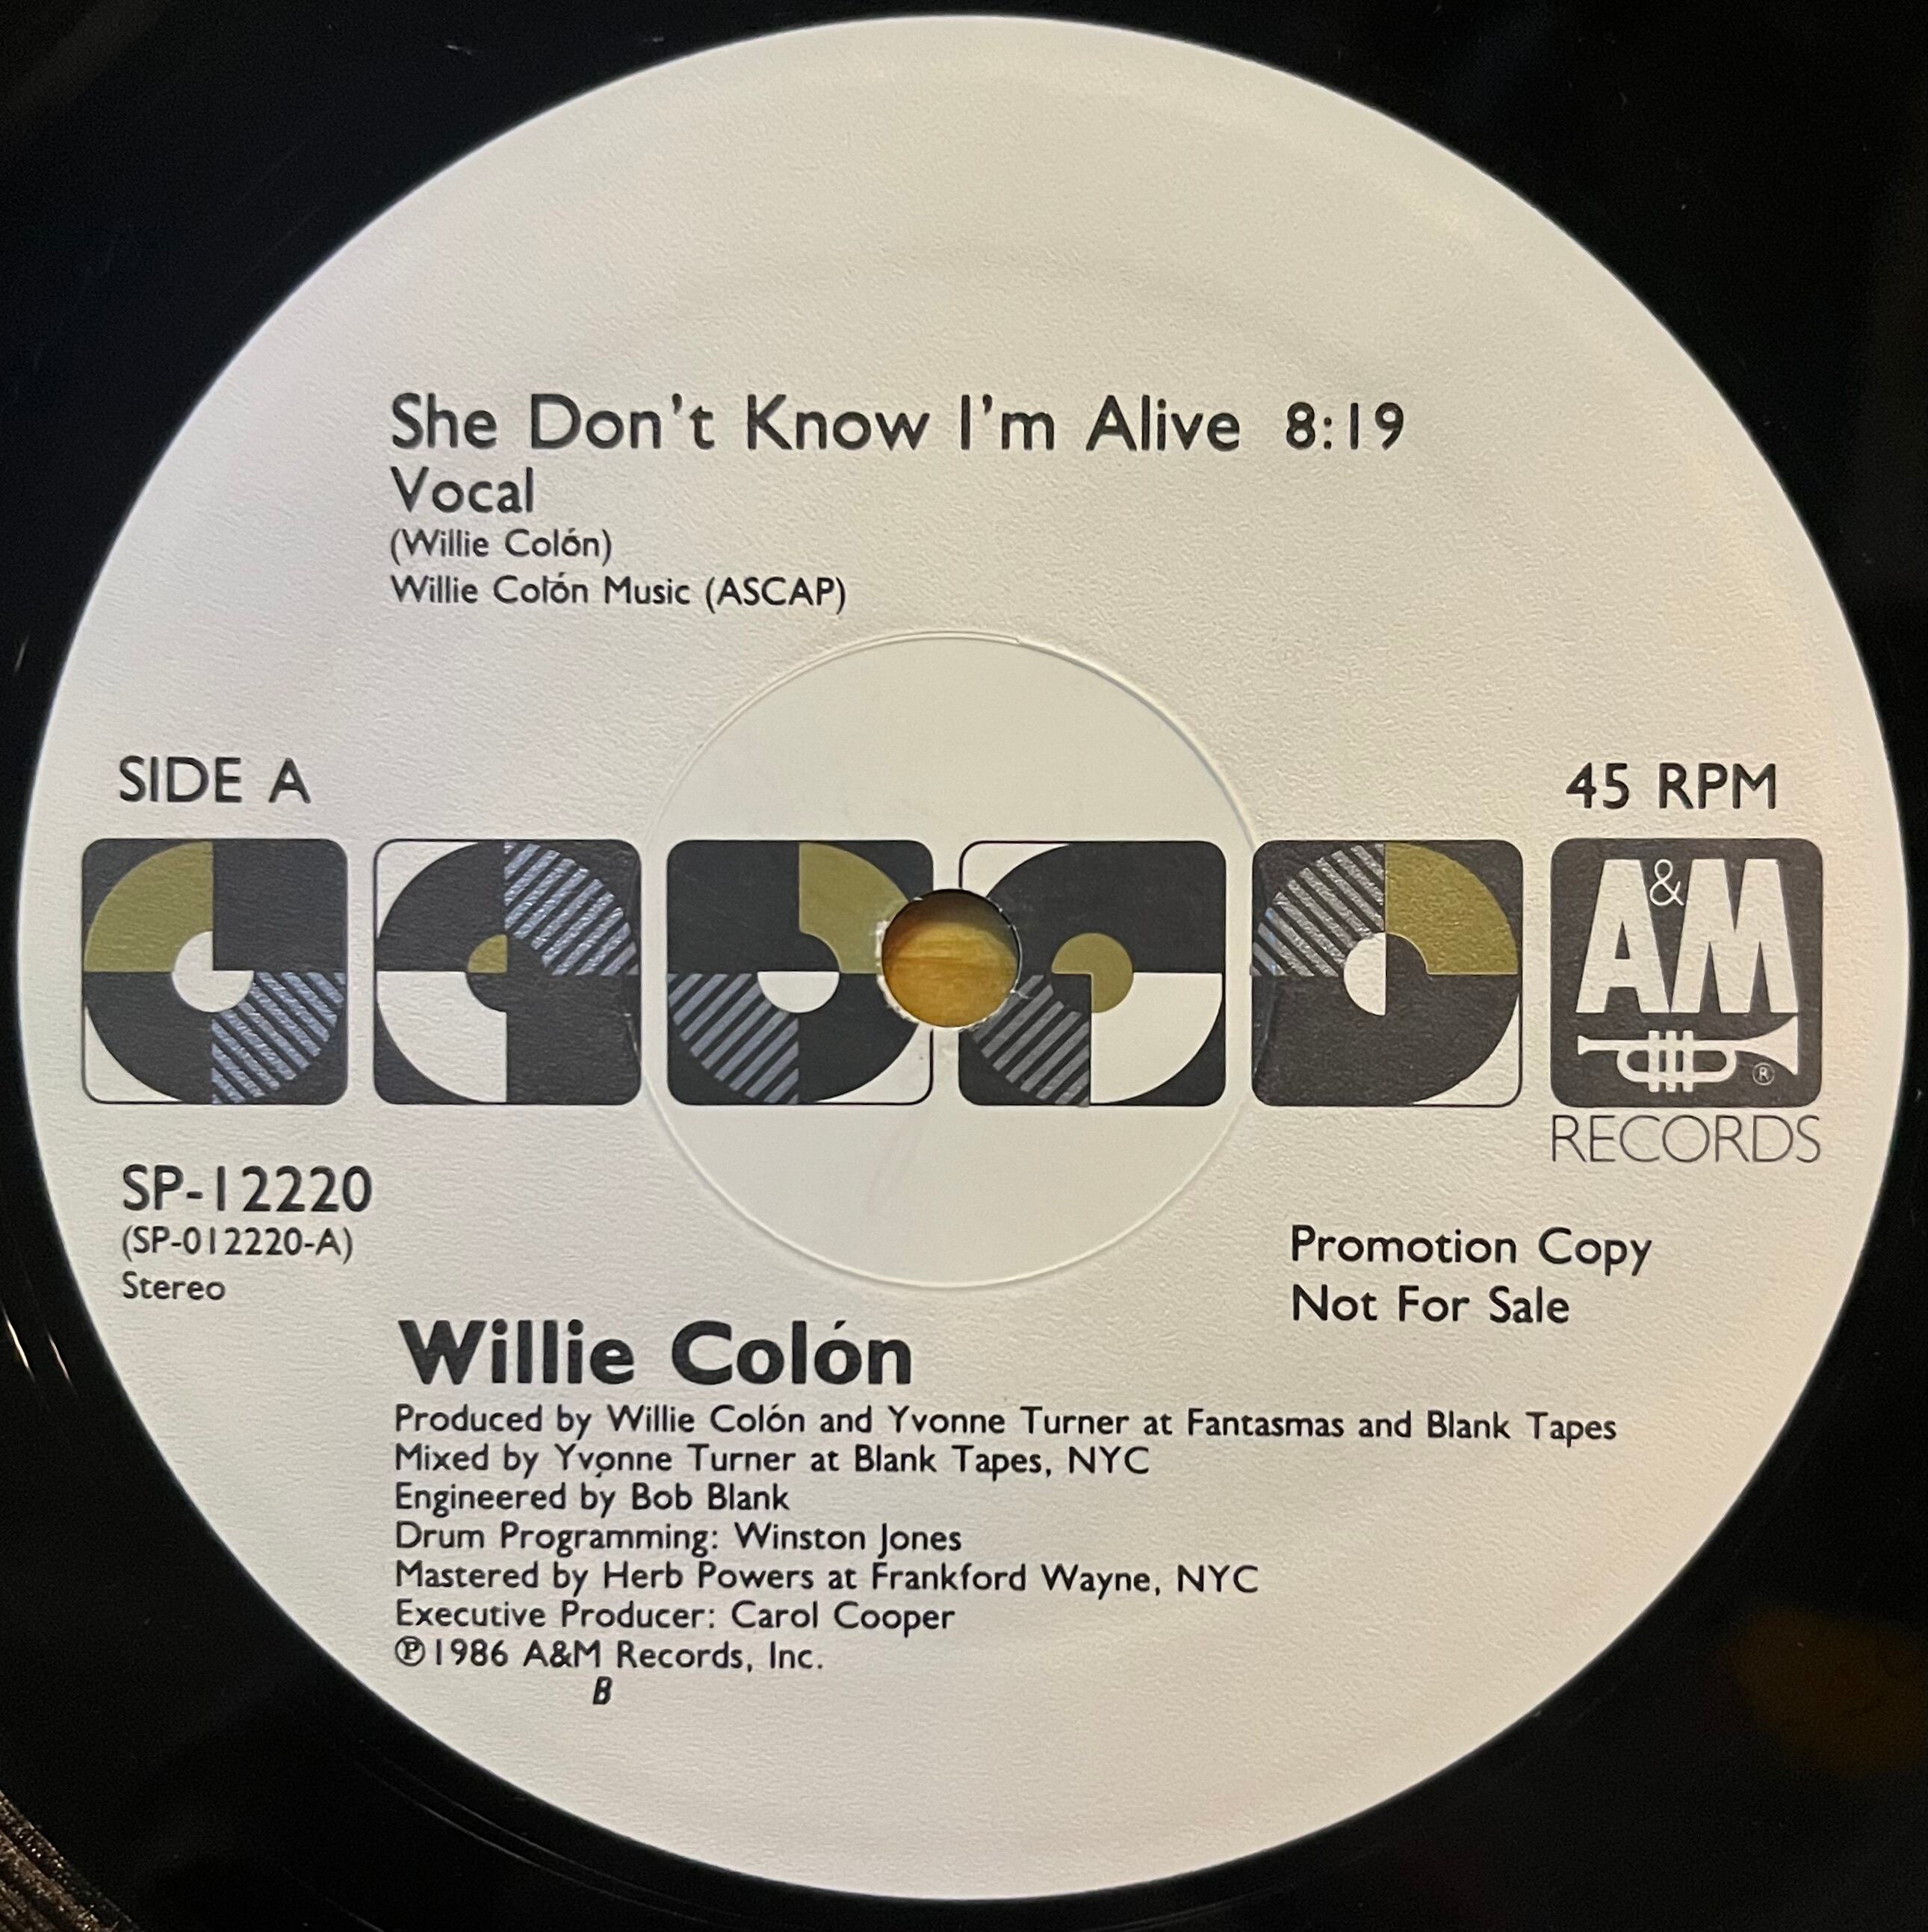 She Don't Know I'm Alive 8:19
Vocal
(Willie Colón)
Willie Colón Music (ASCAP)
SIDE A
45 RPM
A&M
®
RECORDS
SP-12220
(SP-012220-A)
Stereo
Promotion Copy
Not For Sale
Willie Colón
Produced by Willie Colón and Yvonne Turner at Fantasmas and Blank Tapes
Mixed by Yvonne Turner at Blank Tapes, NYC
Engineered by Bob Blank
Drum Programming: Winston Jones
Mastered by Herb Powers at Frankford Wayne, NYC
Executive Producer: Carol Cooper
℗1986 A&M Records, Inc.
B